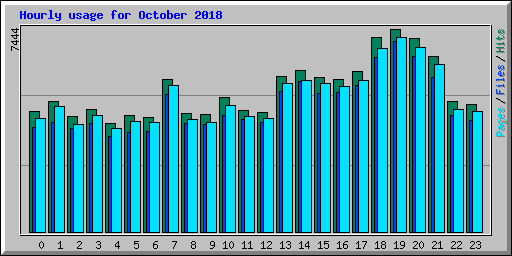 Hourly usage for October 2018
7444
Pages/Files/Hits
0 1 2 3 4 5 6 7 8 9 10 11 12 13 14 15 16 17 18 19 20 21 22 23